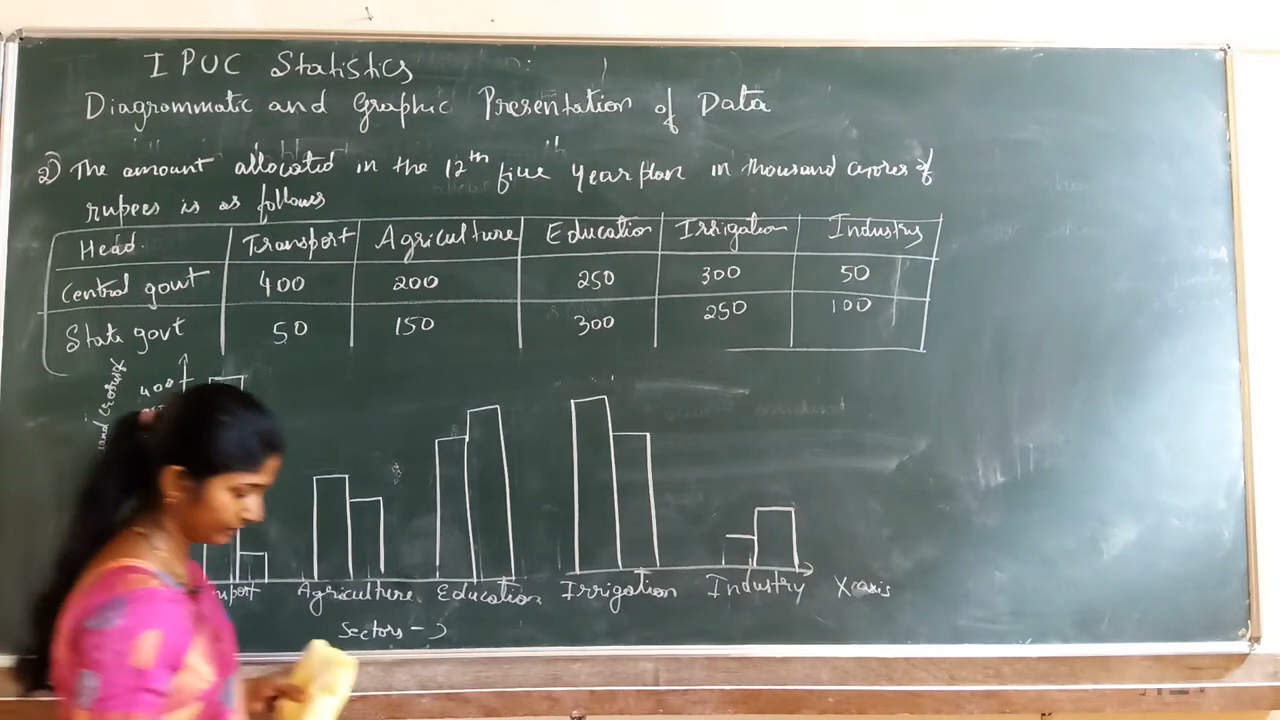 I PUC Statistics
Diagrammatic and Graphic Presentation of Data
2) The amount allocated in the 12th five year plan in thousand crores of
rupees is as follows
Head. Transport Agriculture Education Irrigation Industry
Central govt 400 200 250 300 50
State govt 50 150 300 250 100
400
Agriculture Education Irrigation Industry X axis
Sectors →